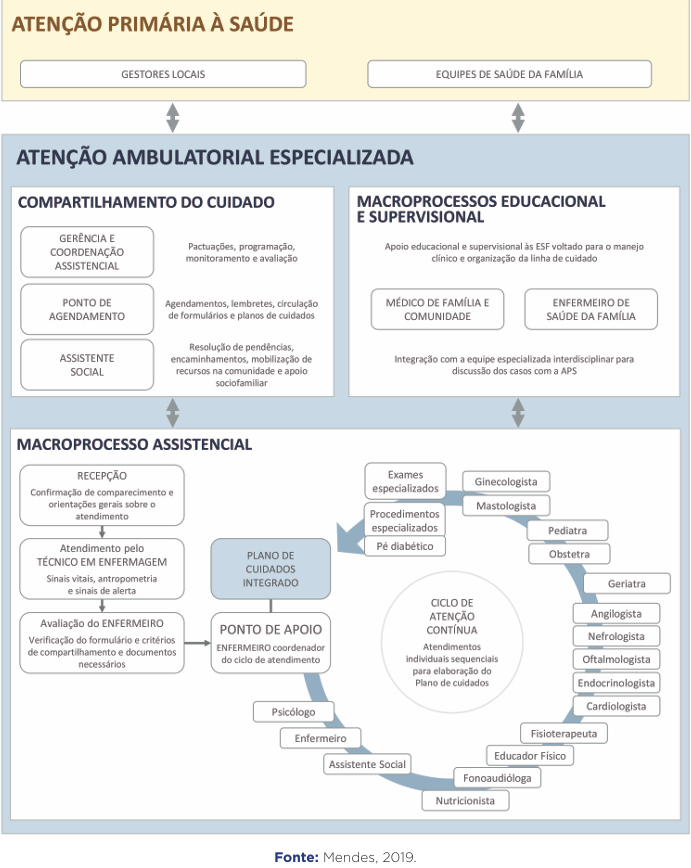 ATENÇÃO PRIMÁRIA À SAÚDE
GESTORES LOCAIS
EQUIPES DE SAÚDE DA FAMÍLIA
ATENÇÃO AMBULATORIAL ESPECIALIZADA
COMPARTILHAMENTO DO CUIDADO
GERÊNCIA E
COORDENAÇÃO
ASSISTENCIAL
Pactuações, programação,
monitoramento e avaliação
PONTO DE
AGENDAMENTO
Agendamentos, lembretes, circulação
de formulários e planos de cuidados
ASSISTENTE
SOCIAL
Resolução de pendências,
encaminhamentos, mobilização de
recursos na comunidade e apoio
sociofamiliar
MACROPROCESSOS EDUCACIONAL
E SUPERVISIONAL
Apoio educacional e supervisional às ESF voltado para o manejo
clínico e organização da linha de cuidado
MÉDICO DE FAMÍLIA E
COMUNIDADE
ENFERMEIRO DE
SAÚDE DA FAMÍLIA
Integração com a equipe especializada interdisciplinar para
discussão dos casos com a APS
MACROPROCESSO ASSISTENCIAL
RECEPÇÃO
Confirmação de comparecimento e
orientações gerais sobre o
atendimento
Atendimento pelo
TÉCNICO EM ENFERMAGEM
Sinais vitais, antropometria
e sinais de alerta
Avaliação do ENFERMEIRO
Verificação do formulário e critérios
de compartilhamento e documentos
necessários
PLANO DE
CUIDADOS
INTEGRADO
PONTO DE APOIO
ENFERMEIRO coordenador
do ciclo de atendimento
CICLO DE
ATENÇÃO
CONTÍNUA
Atendimentos
individuais sequenciais
para elaboração do
Plano de cuidados
Exames
especializados
Procedimentos
especializados
Pé diabético
Ginecologista
Mastologista
Pediatra
Obstetra
Geriatra
Angilogista
Nefrologista
Oftalmologista
Endocrinologista
Cardiologista
Fisioterapeuta
Educador Físico
Fonoaudióloga
Nutricionista
Assistente Social
Enfermeiro
Psicólogo
Fonte: Mendes, 2019.